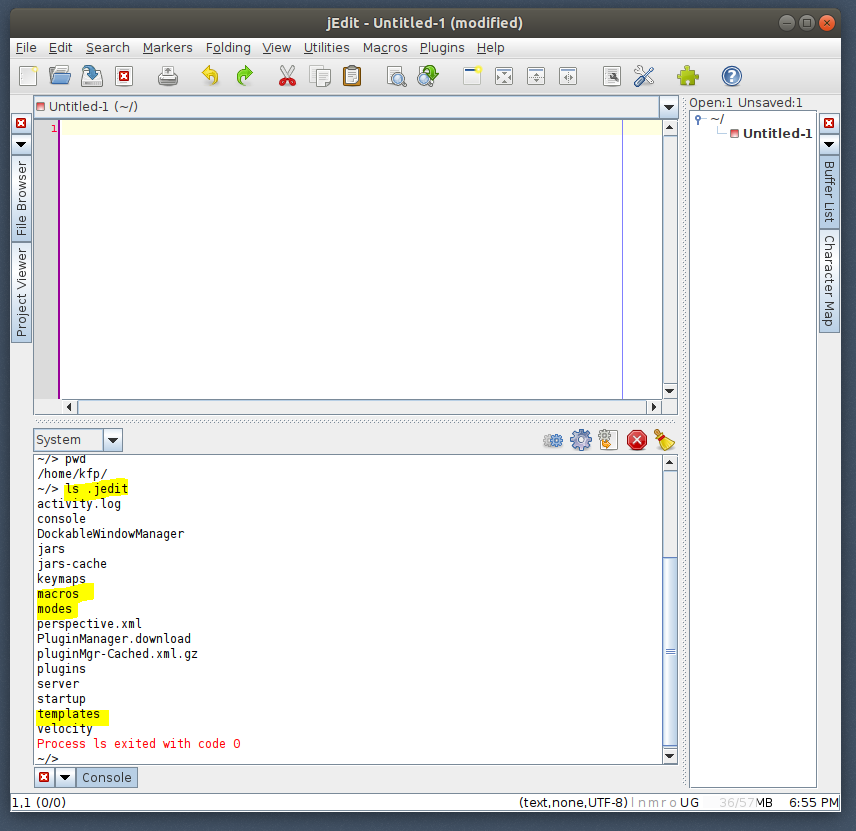 jEdit - Untitled-1 (modified)
File Edit Search Markers Folding View Utilities Macros Plugins Help
Untitled-1 (~/)
Open:1 Unsaved:1
~/
Untitled-1
1
File Browser
Project Viewer
Buffer List
Character Map
System
~/> pwd
/home/kfp/
~/> ls .jedit
activity.log
console
DockableWindowManager
jars
jars-cache
keymaps
macros
modes
perspective.xml
PluginManager.download
pluginMgr-Cached.xml.gz
plugins
server
startup
templates
velocity
Process ls exited with code 0
~/>
Console
1,1 (0/0) (text,none,UTF-8) l n m r o UG 36/57MB 6:55 PM